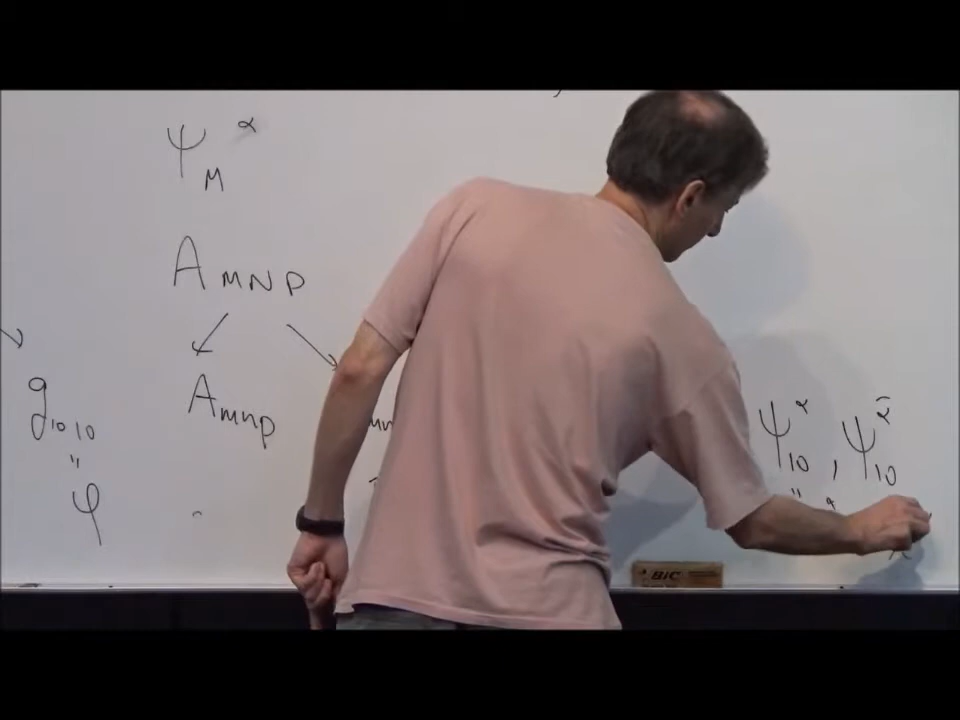 Ψ_M^α
A_MNP
↙ ↘
A_mnp
g_10 10
"
φ
Ψ_10^α , Ψ_10^α̃
"
BIC